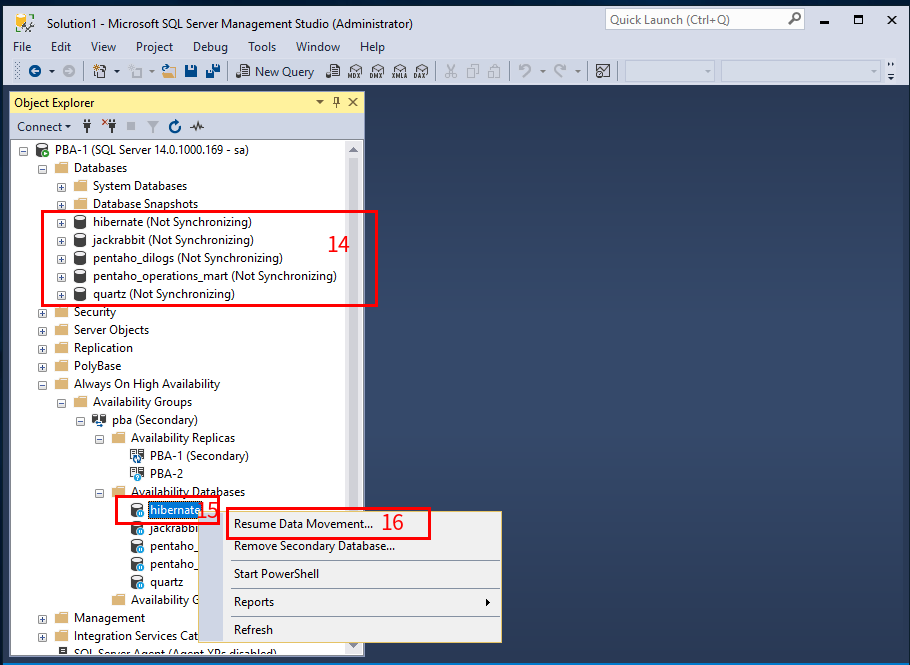 Solution1 - Microsoft SQL Server Management Studio (Administrator)
Quick Launch (Ctrl+Q)
File Edit View Project Debug Tools Window Help
New Query MDX DMX XMLA DAX
Object Explorer
Connect
PBA-1 (SQL Server 14.0.1000.169 - sa)
Databases
System Databases
Database Snapshots
hibernate (Not Synchronizing)
jackrabbit (Not Synchronizing)
14
pentaho_dilogs (Not Synchronizing)
pentaho_operations_mart (Not Synchronizing)
quartz (Not Synchronizing)
Security
Server Objects
Replication
PolyBase
Always On High Availability
Availability Groups
pba (Secondary)
Availability Replicas
PBA-1 (Secondary)
PBA-2
Availability Databases
hibernate 15
Resume Data Movement... 16
jackrabbi
pentaho_
Remove Secondary Database...
pentaho_
Start PowerShell
quartz
Availability G
Reports
Management
Refresh
Integration Services Cat
SQL Server Agent (Agent XPs disabled)